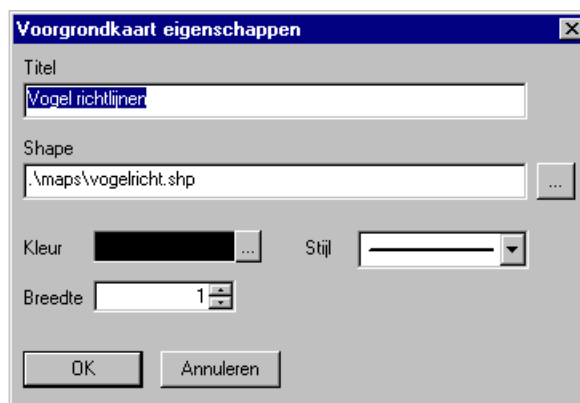 Voorgrondkaart eigenschappen
Titel
Vogel richtlijnen
Shape
.\maps\vogelricht.shp
...
Kleur
...
Stijl
Breedte
1
OK
Annuleren